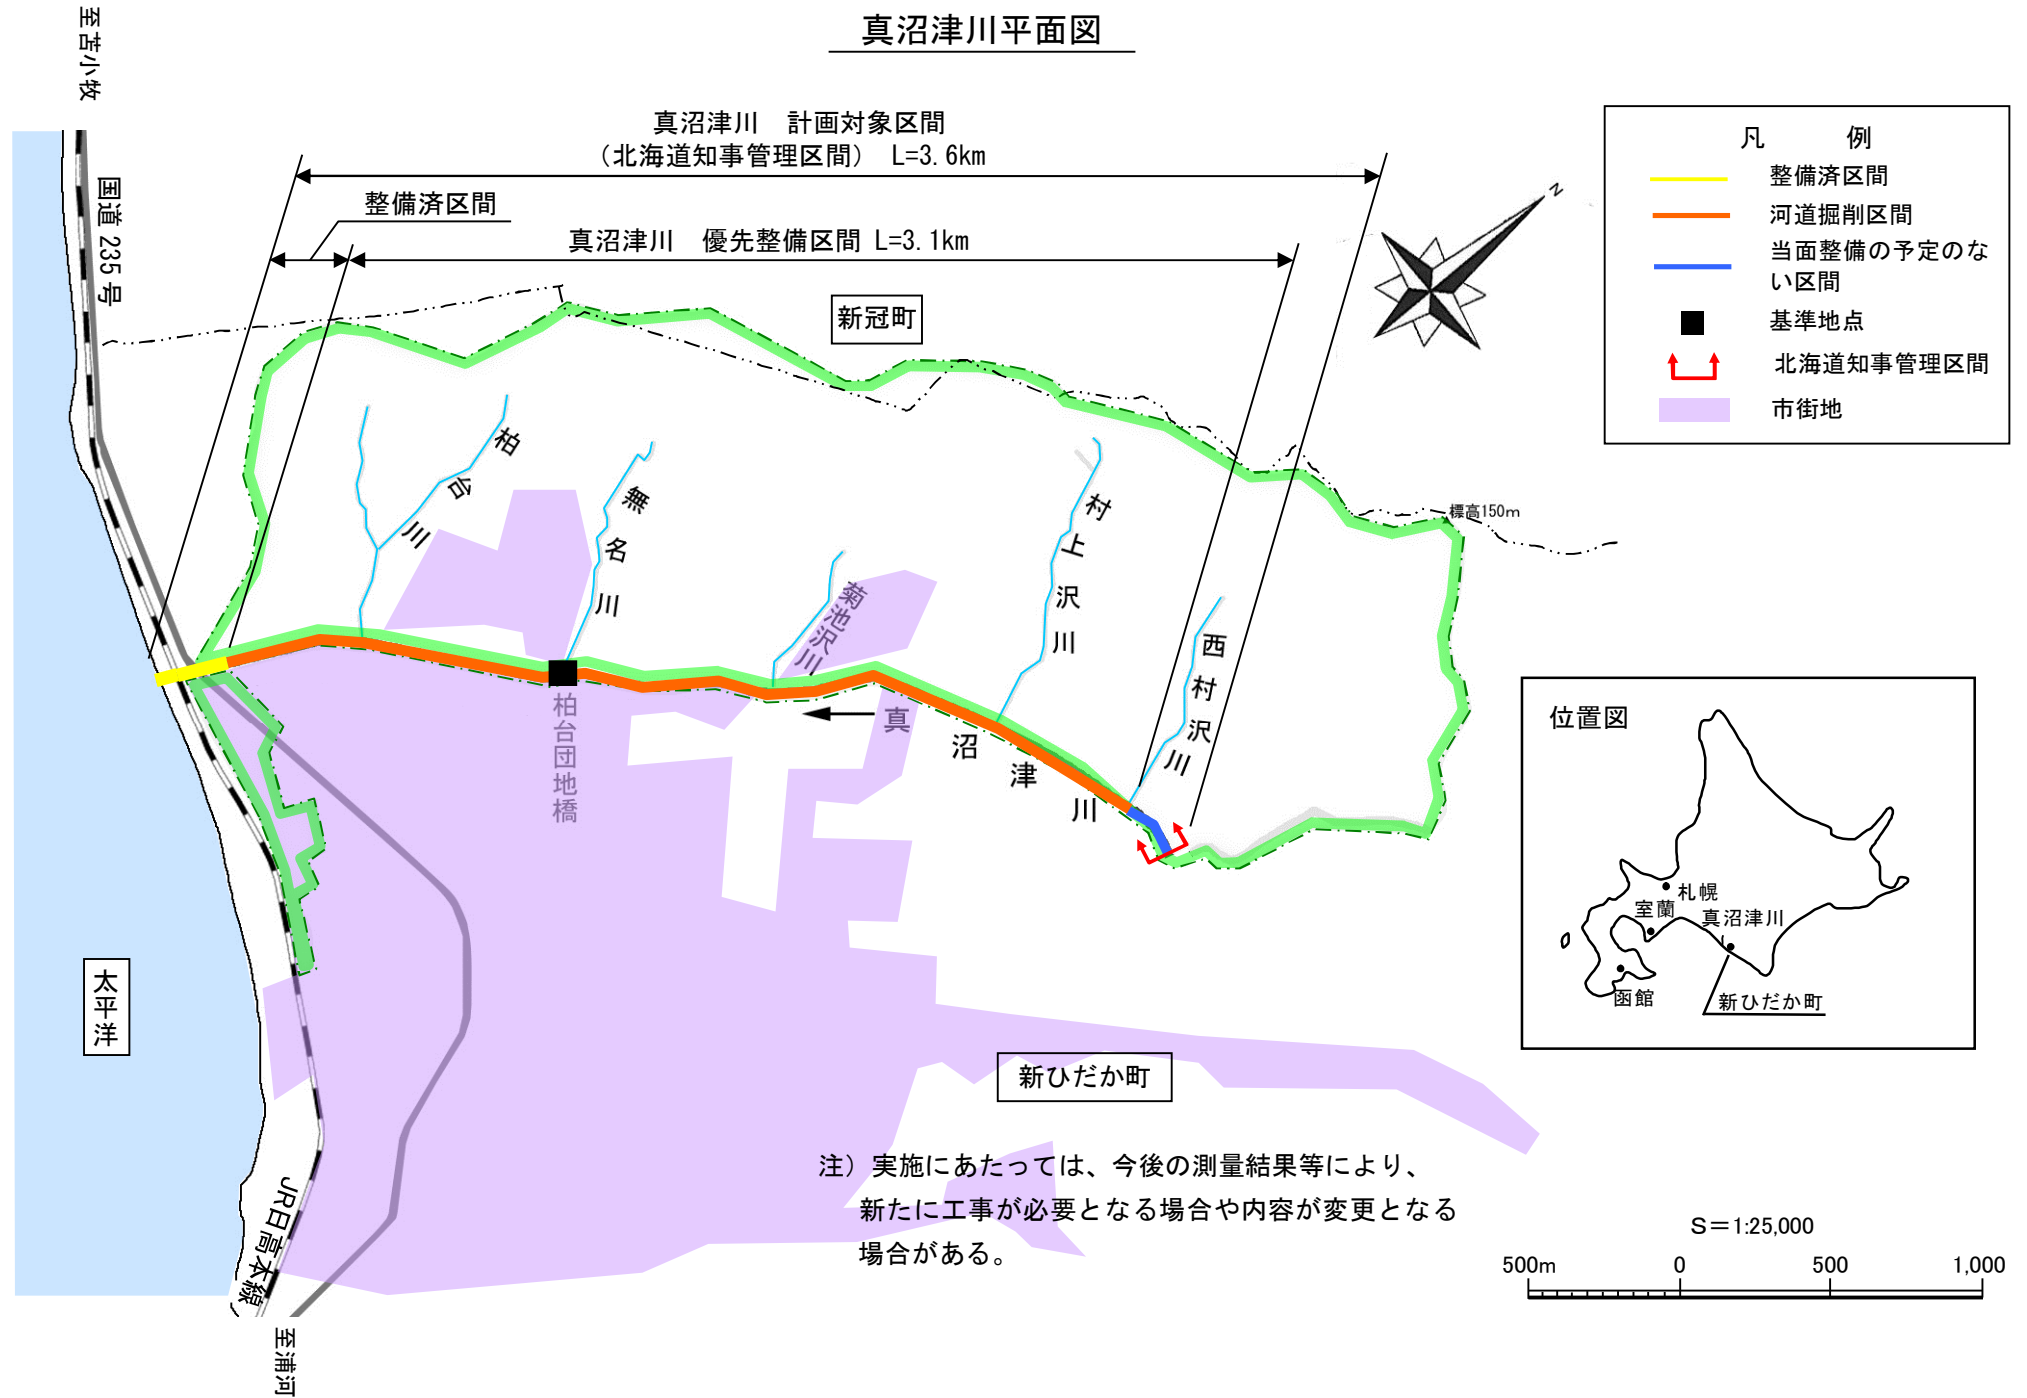 真沼津川平面図
至苫小牧
国道 235 号
真沼津川　計画対象区間
（北海道知事管理区間） L=3.6km
整備済区間
真沼津川　優先整備区間 L=3.1km
新冠町
N
凡　例
整備済区間
河道掘削区間
当面整備の予定のな
い区間
基準地点
北海道知事管理区間
市街地
柏台川
無名川
菊池沢川
村上沢川
西村沢川
標高150m
柏台団地橋
真沼津川
太平洋
新ひだか町
位置図
札幌
室蘭
真沼津川
函館
新ひだか町
注）実施にあたっては、今後の測量結果等により、
新たに工事が必要となる場合や内容が変更となる
場合がある。
JR日高本線
至浦河
S＝1:25,000
500m 0 500 1,000